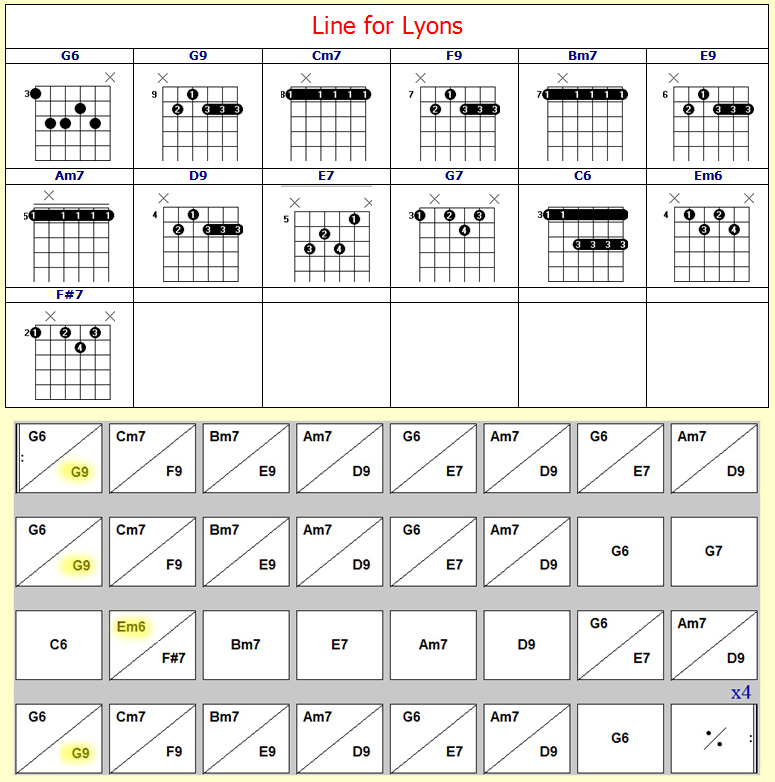 Line for Lyons
G6 G9 Cm7 F9 Bm7 E9
3 9 1 2 3 3 3 8 1 1 1 1 1 7 1 2 3 3 3 7 1 1 1 1 1 6 1 2 3 3 3
Am7 D9 E7 G7 C6 Em6
5 1 1 1 1 1 4 1 2 3 3 3 5 1 2 3 4 3 1 2 3 4 3 1 1 3 3 3 3 4 1 2 3 4
F#7
2 1 2 3 4
G6 G9 Cm7 F9 Bm7 E9 Am7 D9 G6 E7 Am7 D9 G6 E7 Am7 D9
G6 G9 Cm7 F9 Bm7 E9 Am7 D9 G6 E7 Am7 D9 G6 G7
C6 Em6 F#7 Bm7 E7 Am7 D9 G6 E7 Am7 D9
x4
G6 G9 Cm7 F9 Bm7 E9 Am7 D9 G6 E7 Am7 D9 G6